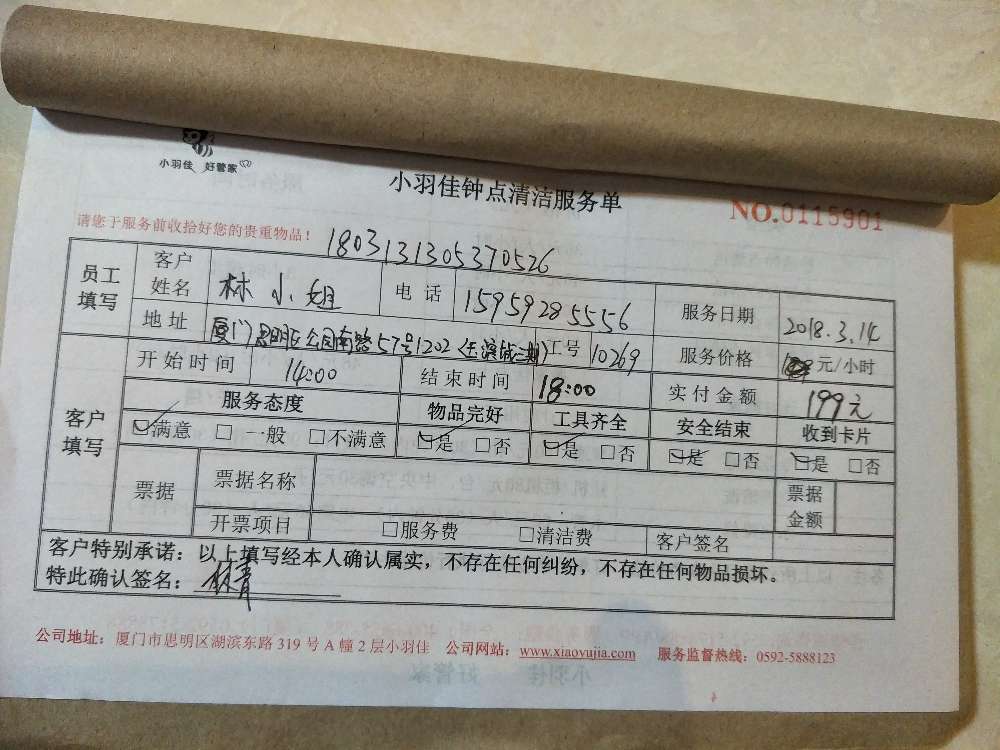 小羽佳 好管家
小羽佳钟点清洁服务单
NO.0115901
请您于服务前收拾好您的贵重物品！
1803131305370526
员工填写 客户姓名 林小姐 电话 15959285556 服务日期 2018.3.14
地址 厦门思明区公园南路57号1202 工号 10269 服务价格 元/小时
客户填写 开始时间 14:00 结束时间 18:00 实付金额 199元
服务态度 物品完好 工具齐全 安全结束 收到卡片
☑满意 □一般 □不满意 ☑是 □否 ☑是 □否 ☑是 □否 ☑是 □否
票据 票据名称 票据金额
开票项目 □服务费 □清洁费 客户签名
客户特别承诺：以上填写经本人确认属实，不存在任何纠纷，不存在任何物品损坏。
特此确认签名：林青
公司地址：厦门市思明区湖滨东路 319 号 A 幢 2 层小羽佳 公司网站：www.xiaoyujia.com 服务监督热线：0592-5888123